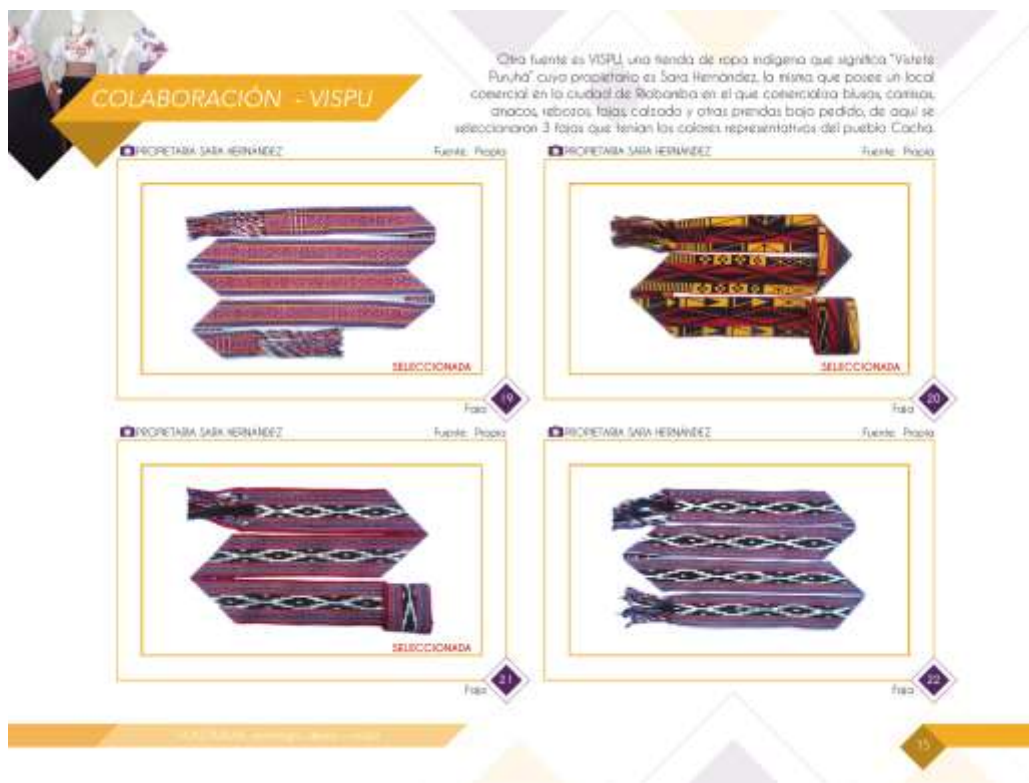 COLABORACIÓN - VISPU
Otra fuente es VISPU, una tienda de ropa indígena que significa "Vistete
Puruhá" cuya propietario es Sara Hernández, la misma que posee un local
comercial en la ciudad de Riobamba en el que comercializa blusas, camisas,
anacos, rebozos, fajas, calzado y otras prendas bajo pedido, de aquí se
seleccionaron 3 fajas que tenían los colores representativos del pueblo Cacha.
PROPIETARIA SARA HERNÁNDEZ Fuente: Propia
SELECCIONADA
19
Faja
PROPIETARIA SARA HERNÁNDEZ Fuente: Propia
SELECCIONADA
20
Faja
PROPIETARIA SARA HERNÁNDEZ Fuente: Propia
SELECCIONADA
21
Faja
PROPIETARIA SARA HERNÁNDEZ Fuente: Propia
22
Faja
15